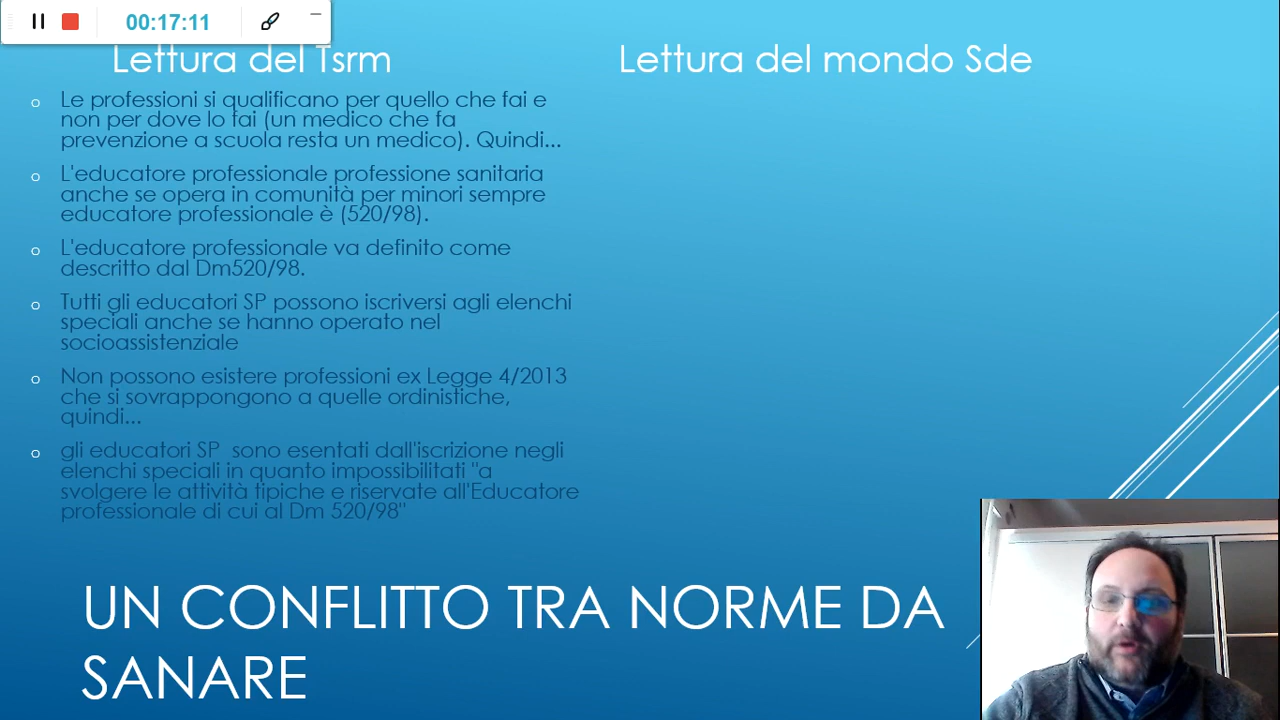 00:17:11
Lettura del Tsrm
Lettura del mondo Sde
Le professioni si qualificano per quello che fai e
non per dove lo fai (un medico che fa
prevenzione a scuola resta un medico). Quindi...
L'educatore professionale professione sanitaria
anche se opera in comunità per minori sempre
educatore professionale è (520/98).
L'educatore professionale va definito come
descritto dal Dm520/98.
Tutti gli educatori SP possono iscriversi agli elenchi
speciali anche se hanno operato nel
socioassistenziale
Non possono esistere professioni ex Legge 4/2013
che si sovrappongono a quelle ordinistiche,
quindi...
gli educatori SP sono esentati dall'iscrizione negli
elenchi speciali in quanto impossibilitati "a
svolgere le attività tipiche e riservate all'Educatore
professionale di cui al Dm 520/98"
UN CONFLITTO TRA NORME DA
SANARE